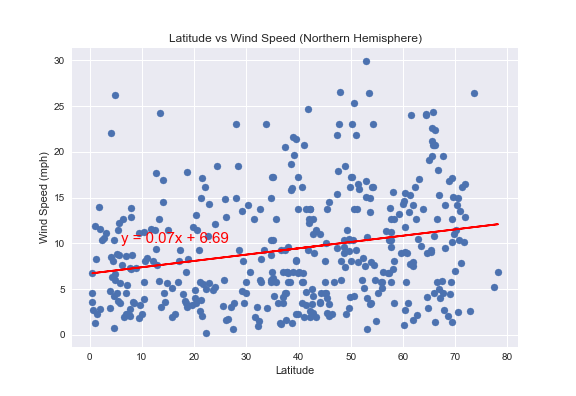 Latitude vs Wind Speed (Northern Hemisphere)
30
25
20
15
10
5
0
Wind Speed (mph)
y = 0.07x + 6.69
0 10 20 30 40 50 60 70 80
Latitude